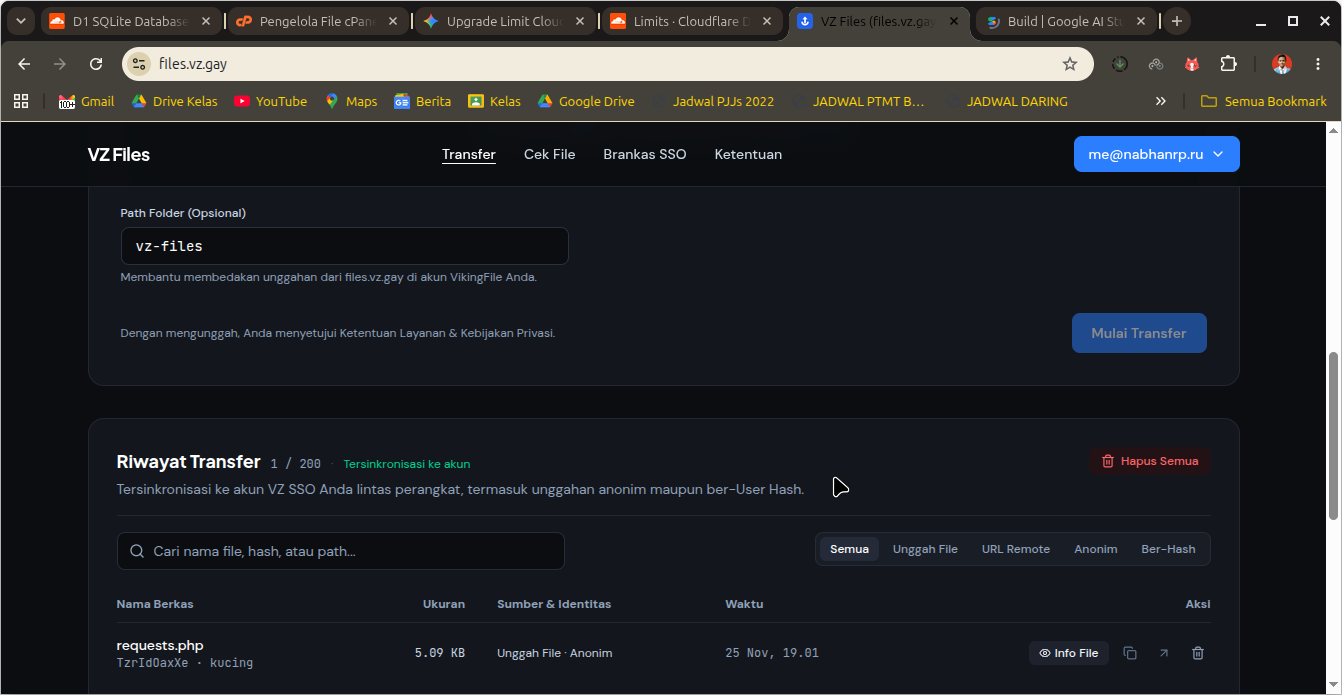 D1 SQLite Database
Pengelola File cPan
Upgrade Limit Clou
Limits · Cloudflare D
VZ Files (files.vz.gay
Build | Google AI St
files.vz.gay
Gmail
Drive Kelas
YouTube
Maps
Berita
Kelas
Google Drive
Jadwal PJJs 2022
JADWAL PTMT B...
JADWAL DARING
Semua Bookmark
VZ Files
Transfer
Cek File
Brankas SSO
Ketentuan
me@nabhanrp.ru
Path Folder (Opsional)
vz-files
Membantu membedakan unggahan dari files.vz.gay di akun VikingFile Anda.
Dengan mengunggah, Anda menyetujui Ketentuan Layanan & Kebijakan Privasi.
Mulai Transfer
Riwayat Transfer 1 / 200 · Tersinkronisasi ke akun
Hapus Semua
Tersinkronisasi ke akun VZ SSO Anda lintas perangkat, termasuk unggahan anonim maupun ber-User Hash.
Cari nama file, hash, atau path...
Semua
Unggah File
URL Remote
Anonim
Ber-Hash
Nama Berkas
Ukuran
Sumber & Identitas
Waktu
Aksi
requests.php
TzrIdOaxXe · kucing
5.09 KB
Unggah File · Anonim
25 Nov, 19.01
Info File